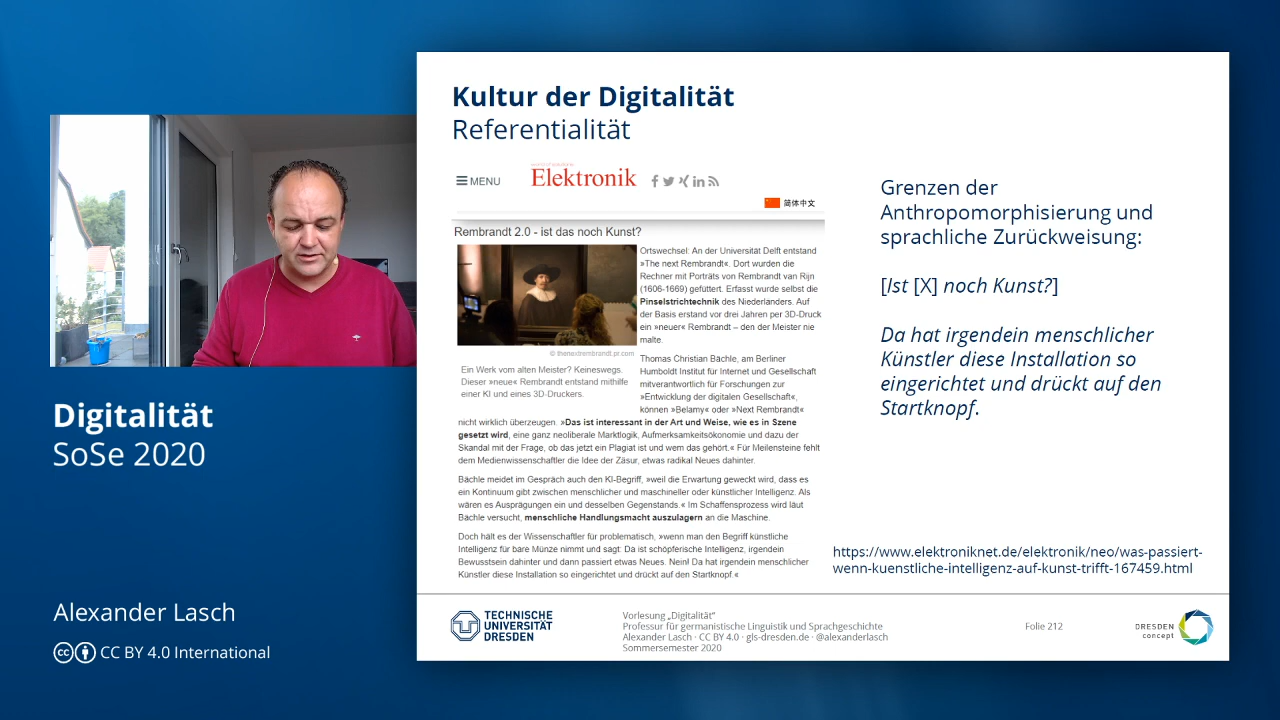 Kultur der Digitalität
Referentialität
MENU
Elektronik
简体中文
Rembrandt 2.0 - ist das noch Kunst?
Ortswechsel: An der Universität Delft entstand
»The next Rembrandt«. Dort wurden die
Rechner mit Porträts von Rembrandt van Rijn
(1606-1669) gefüttert. Erfasst wurde selbst die
Pinselstrichtechnik des Niederlanders. Auf
der Basis erstand vor drei Jahren per 3D-Druck
ein »neuer« Rembrandt – den der Meister nie
malte.
© thenextrembrandt.pr.com
Ein Werk vom alten Meister? Keineswegs.
Dieser »neue« Rembrandt entstand mithilfe
einer KI und eines 3D-Druckers.
Thomas Christian Bächle, am Berliner
Humboldt Institut für Internet und Gesellschaft
mitverantwortlich für Forschungen zur
»Entwicklung der digitalen Gesellschaft«,
können »Belamy« oder »Next Rembrandt«
nicht wirklich überzeugen. »Das ist interessant in der Art und Weise, wie es in Szene
gesetzt wird, eine ganz neoliberale Marktlogik, Aufmerksamkeitsökonomie und dazu der
Skandal mit der Frage, ob das jetzt ein Plagiat ist und wem das gehört.« Für Meilensteine fehlt
dem Medienwissenschaftler die Idee der Zäsur, etwas radikal Neues dahinter.
Bächle meidet im Gespräch auch den KI-Begriff, »weil die Erwartung geweckt wird, dass es
ein Kontinuum gibt zwischen menschlicher und maschineller oder künstlicher Intelligenz. Als
wären es Ausprägungen ein und desselben Gegenstands.« Im Schaffensprozess wird laut
Bächle versucht, menschliche Handlungsmacht auszulagern an die Maschine.
Doch hält es der Wissenschaftler für problematisch, »wenn man den Begriff künstliche
Intelligenz für bare Münze nimmt und sagt: Da ist schöpferische Intelligenz, irgendein
Bewusstsein dahinter und dann passiert etwas Neues. Nein! Da hat irgendein menschlicher
Künstler diese Installation so eingerichtet und drückt auf den Startknopf.«
Grenzen der
Anthropomorphisierung und
sprachliche Zurückweisung:
[Ist [X] noch Kunst?]
Da hat irgendein menschlicher
Künstler diese Installation so
eingerichtet und drückt auf den
Startknopf.
https://www.elektroniknet.de/elektronik/neo/was-passiert-
wenn-kuenstliche-intelligenz-auf-kunst-trifft-167459.html
Digitalität
SoSe 2020
Alexander Lasch
CC BY 4.0 International
TECHNISCHE
UNIVERSITÄT
DRESDEN
Vorlesung „Digitalität“
Professur für germanistische Linguistik und Sprachgeschichte
Alexander Lasch · CC BY 4.0 · gls-dresden.de · @alexanderlasch
Sommersemester 2020
Folie 212
DRESDEN
concept